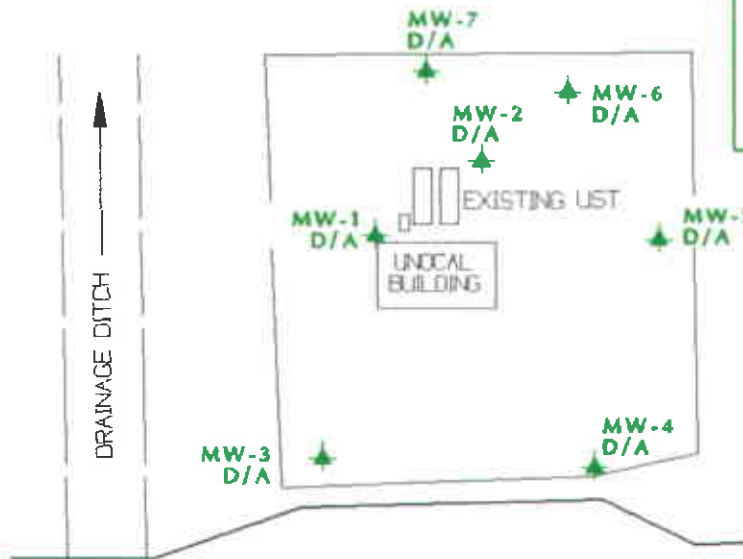 MW-7
D/A
MW-6
D/A
MW-2
D/A
EXISTING UST
MW-1
D/A
D/A
UNOCAL
BUILDING
DRAINAGE DITCH
MW-4
D/A
MW-3
D/A